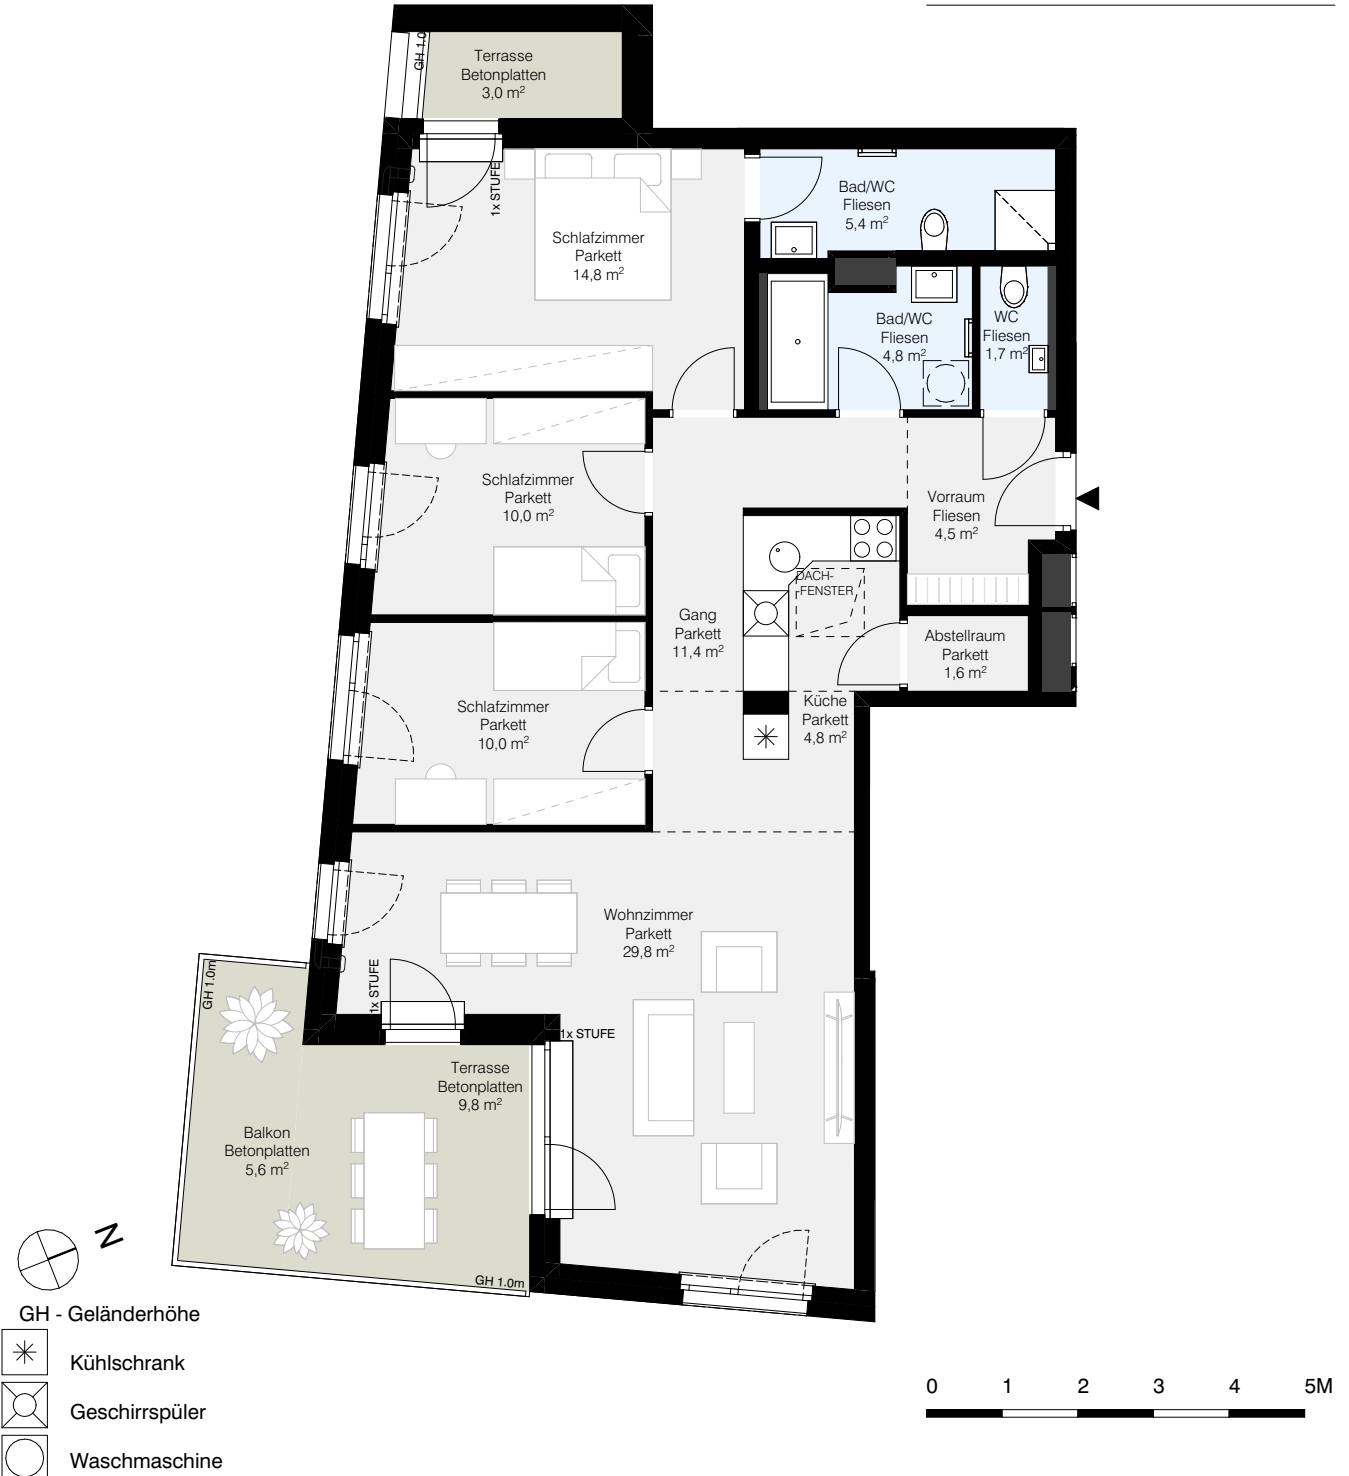 GH 1.0
Terrasse
Betonplatten
3,0 m²
1x STUFE
Schlafzimmer
Parkett
14,8 m²
Bad/WC
Fliesen
5,4 m²
Bad/WC
Fliesen
4,8 m²
WC
Fliesen
1,7 m²
Schlafzimmer
Parkett
10,0 m²
Vorraum
Fliesen
4,5 m²
DACH-
-FENSTER
Gang
Parkett
11,4 m²
Abstellraum
Parkett
1,6 m²
Schlafzimmer
Parkett
10,0 m²
Küche
Parkett
4,8 m²
Wohnzimmer
Parkett
29,8 m²
GH 1.0m
1x STUFE
1x STUFE
Terrasse
Betonplatten
9,8 m²
Balkon
Betonplatten
5,6 m²
GH 1.0m
N
GH - Geländerhöhe
Kühlschrank
Geschirrspüler
Waschmaschine
0 1 2 3 4 5M